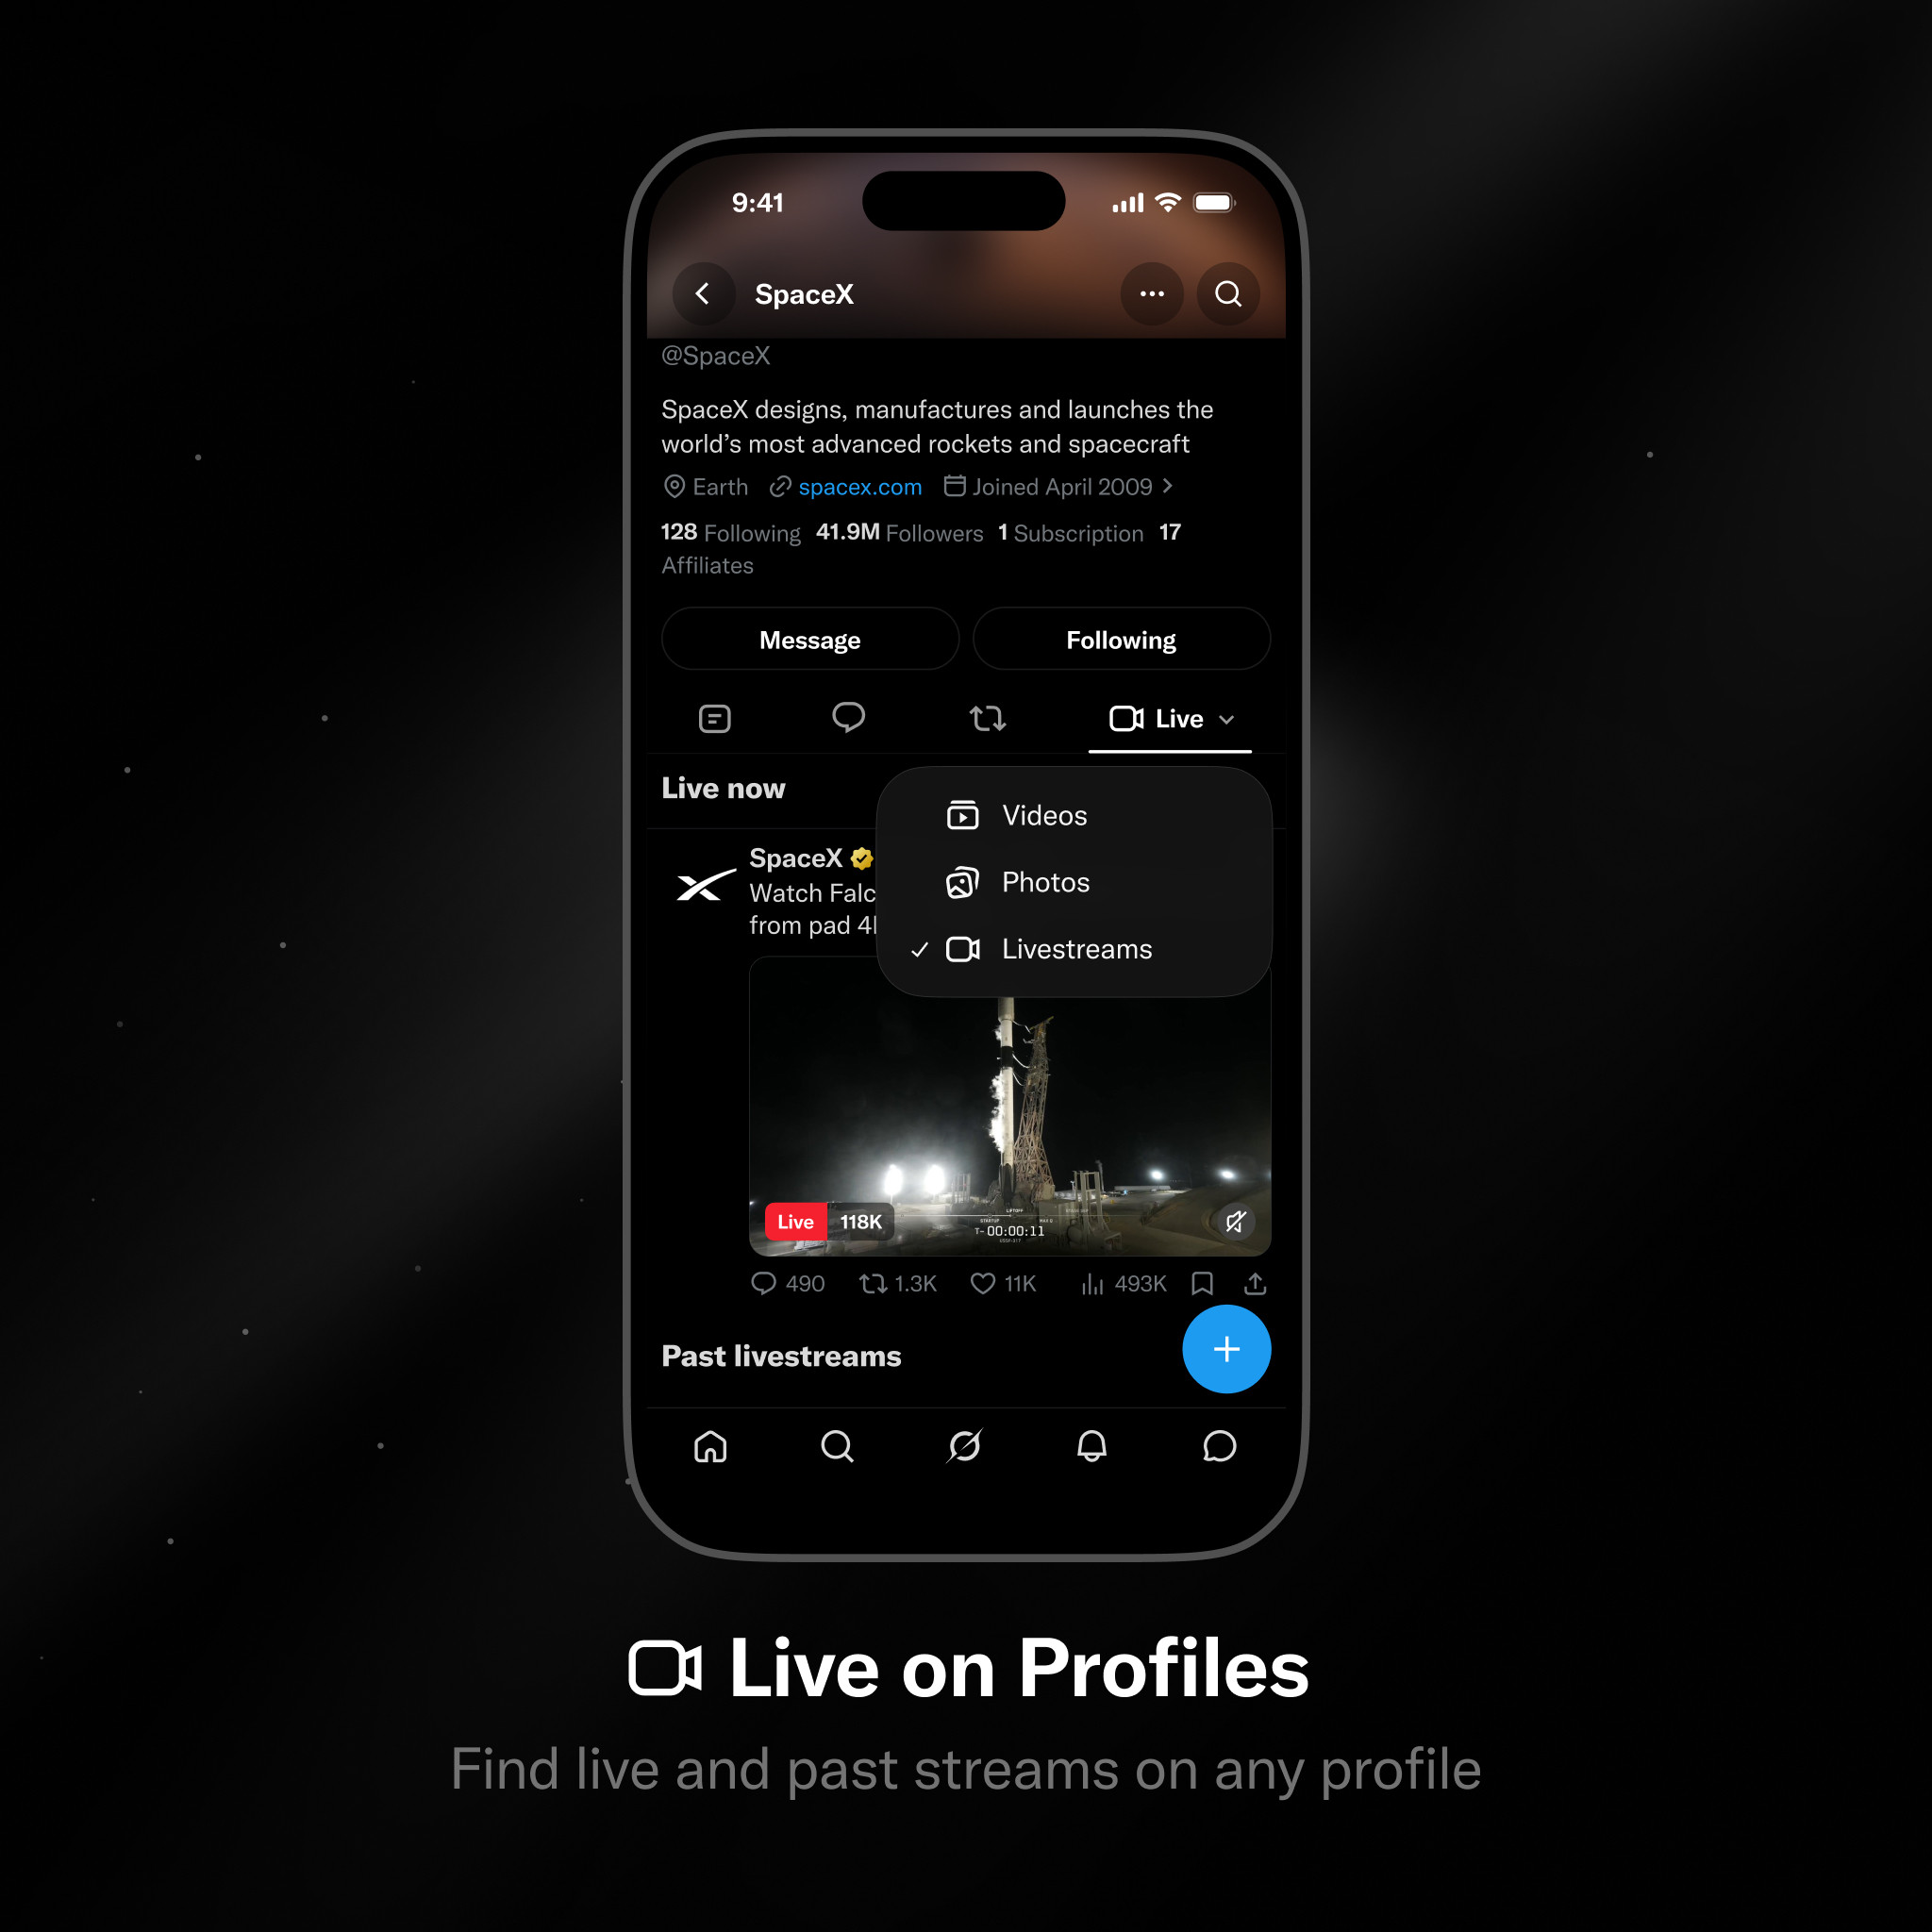 9:41
SpaceX
@SpaceX
SpaceX designs, manufactures and launches the
world’s most advanced rockets and spacecraft
Earth spacex.com Joined April 2009
128 Following 41.9M Followers 1 Subscription 17
Affiliates
Message Following
Live
Live now
Videos
Photos
Livestreams
SpaceX
Watch Falc
from pad 4
Live 118K
STARTUP LIFTOFF MAX Q
T- 00:00:11
490 1.3K 11K 493K
Past livestreams
Live on Profiles
Find live and past streams on any profile